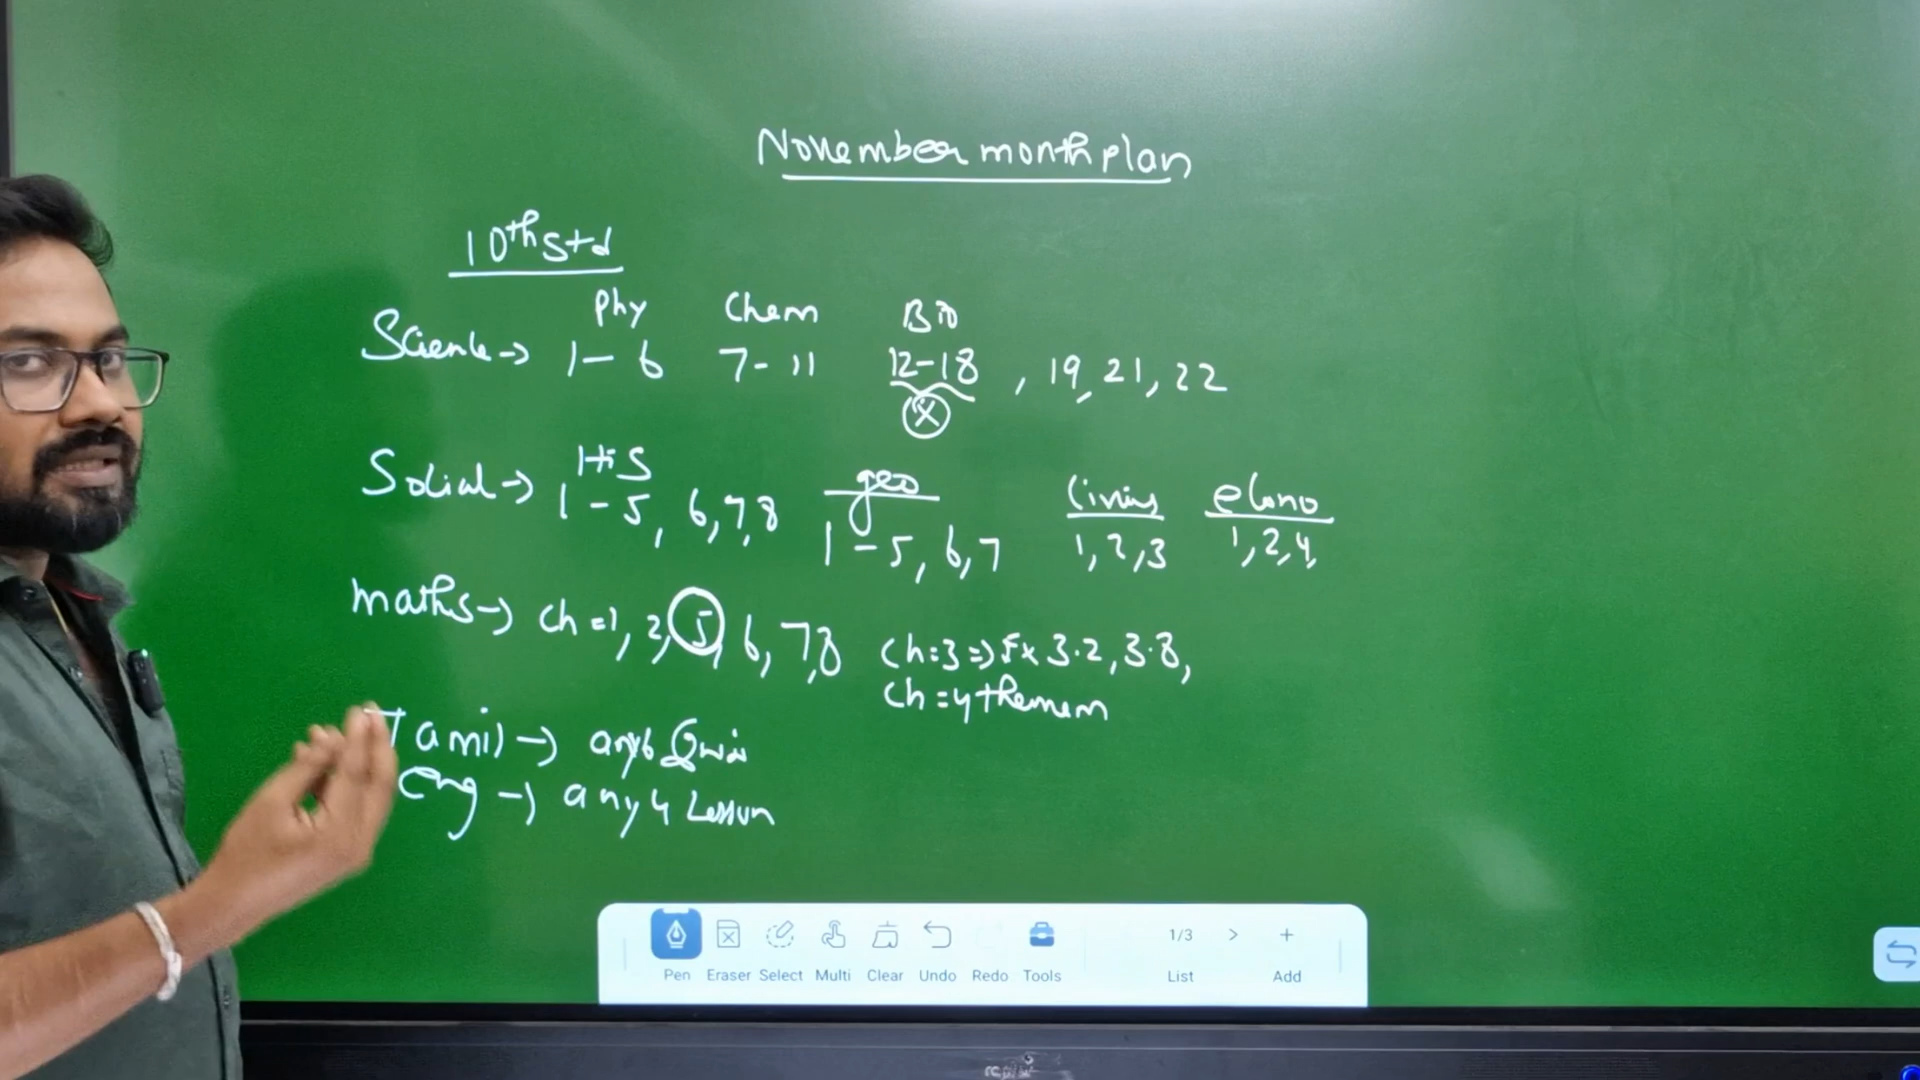 November month plan
10th Std
Phy Chem Bio
Science → 1 – 6 7 – 11 12 – 18 , 19, 21, 22
X
His geo Civics econo
Social → 1 – 5, 6,7,8 1 – 5, 6,7 1,2,3 1,2,4,
maths → ch = 1, 2, 5, 6, 7,8 ch = 3 ⇒ Ex 3.2, 3.8,
ch = 4 themem
Tamil → any 6
Eng → any 4 Lesson
1/3 > +
Pen Eraser Select Multi Clear Undo Redo Tools List Add